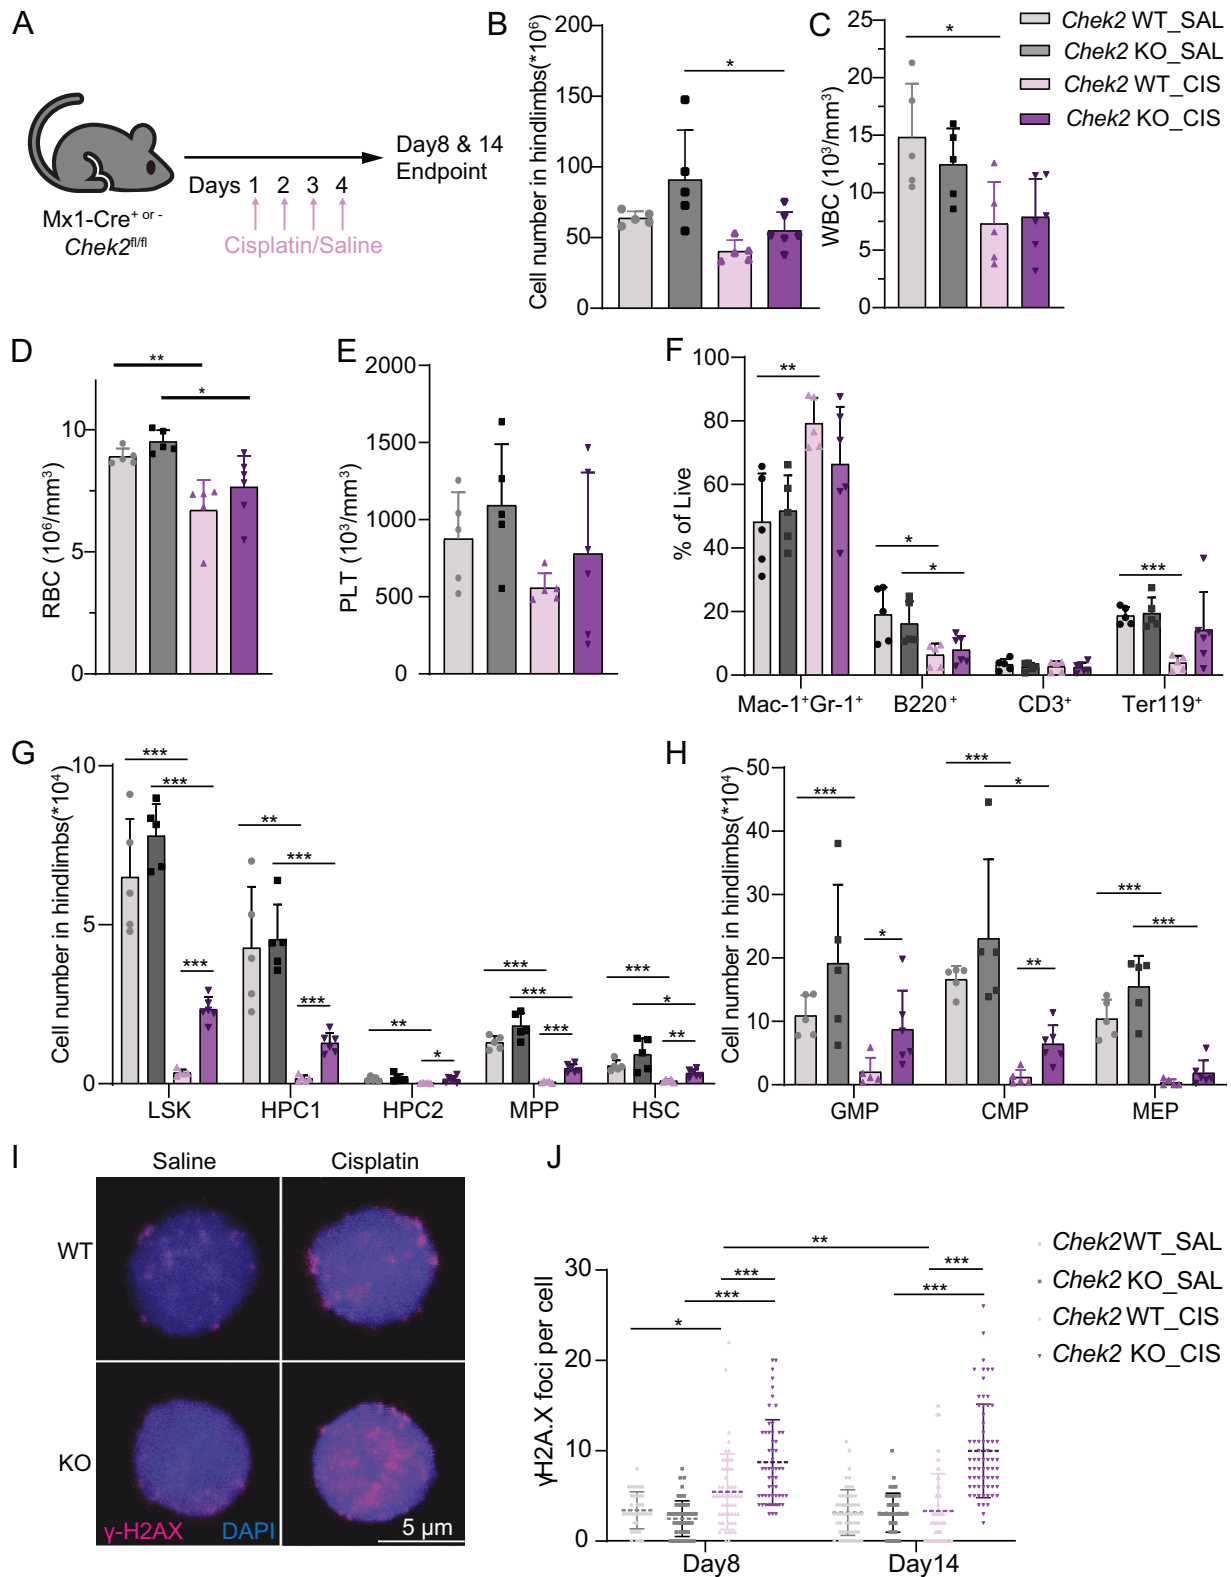 A
Mx1-Cre⁺ ᵒʳ ⁻
Chek2ᶠˡ/ᶠˡ
Days 1 2 3 4
Cisplatin/Saline
Day8 & 14
Endpoint
B
Cell number in hindlimbs(*10⁶)
200
150
100
50
0
*
C
WBC (10³/mm³)
25
20
15
10
5
0
*
Chek2 WT_SAL
Chek2 KO_SAL
Chek2 WT_CIS
Chek2 KO_CIS
D
RBC (10⁶/mm³)
10
5
0
**
*
E
PLT (10³/mm³)
2000
1500
1000
500
0
F
% of Live
100
80
60
40
20
0
**
*
*
***
Mac-1⁺Gr-1⁺ B220⁺ CD3⁺ Ter119⁺
G
Cell number in hindlimbs(*10⁴)
10
5
0
***
***
***
**
***
***
**
*
***
***
***
***
*
**
LSK HPC1 HPC2 MPP HSC
H
Cell number in hindlimbs(*10⁴)
50
40
30
20
10
0
***
*
***
*
**
***
***
GMP CMP MEP
I
Saline Cisplatin
WT
KO
γ-H2AX DAPI 5 μm
J
γH2A.X foci per cell
30
20
10
0
**
***
***
*
***
***
Day8 Day14
Chek2WT_SAL
Chek2 KO_SAL
Chek2 WT_CIS
Chek2 KO_CIS